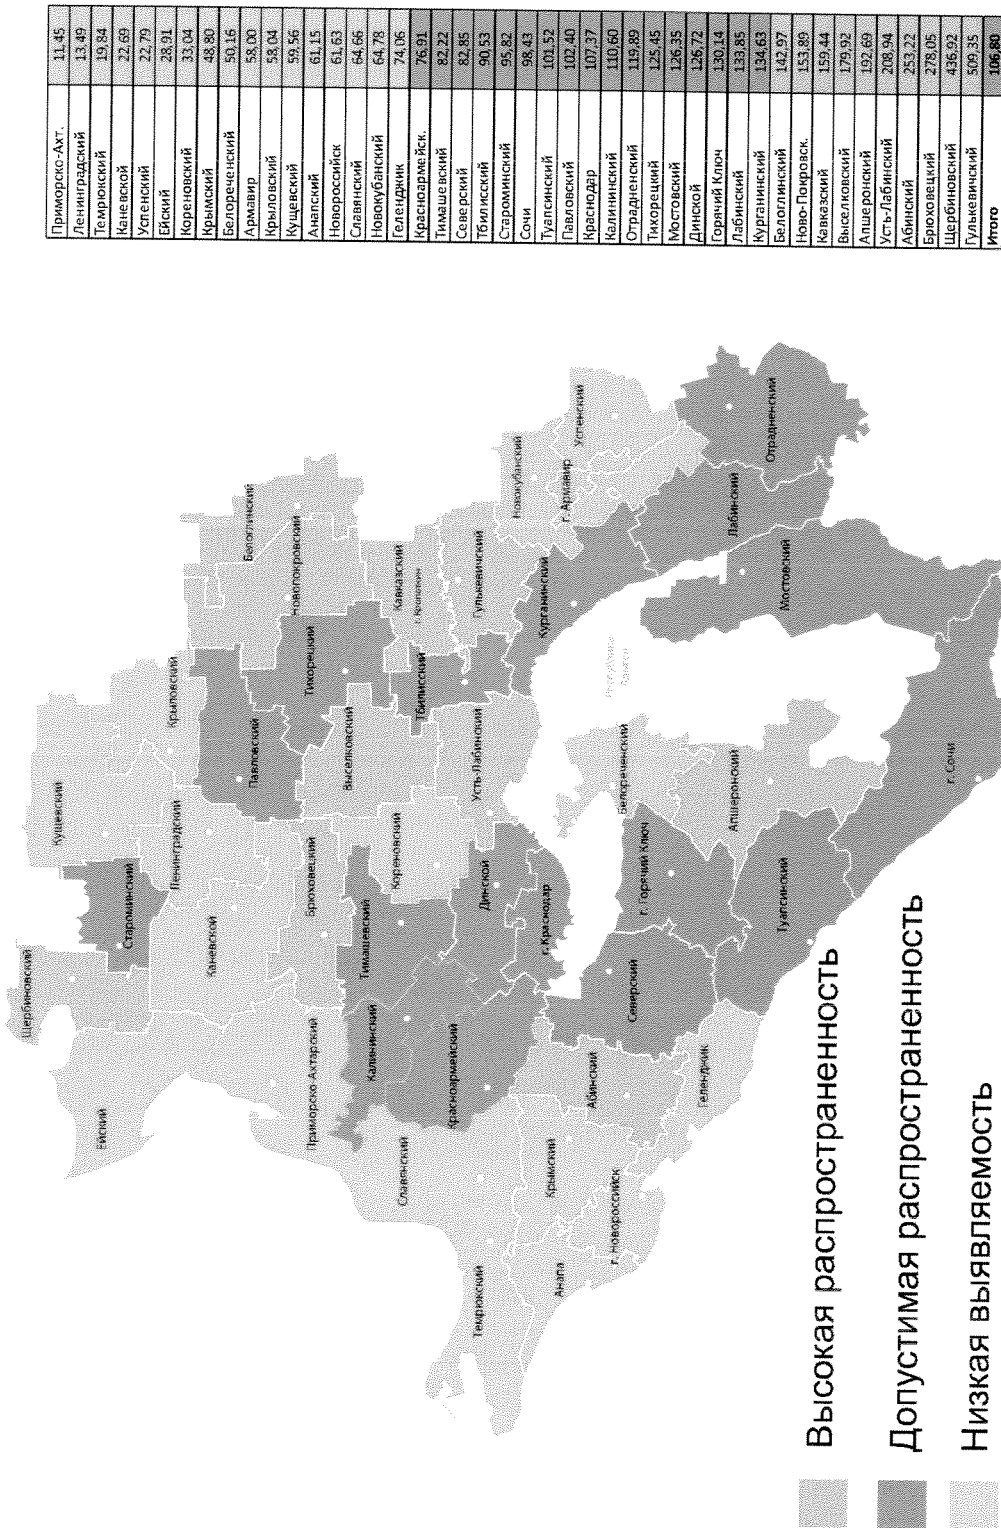 Приморско-Ахт. 11,45
Ленинградский 13,49
Темрюкский 19,84
Каневской 22,69
Успенский 22,79
Ейский 28,91
Кореновский 33,04
Крымский 48,80
Белореченский 50,16
Армавир 58,00
Крыловский 58,04
Кущевский 59,56
Анапский 61,15
Новороссийск 61,63
Славянский 64,66
Новокубанский 64,78
Геленджик 74,06
Красноармейск. 76,91
Тимашевский 82,22
Северский 82,85
Тбилисский 90,53
Староминский 95,82
Сочи 98,43
Туапсинский 101,52
Павловский 102,40
Краснодар 107,37
Калининский 110,60
Отрадненский 119,89
Тихорецкий 125,45
Мостовский 126,35
Динской 126,72
Горячий Ключ 130,14
Лабинский 133,85
Курганинский 134,63
Белоглинский 142,97
Ново-Покровск. 153,89
Кавказский 159,44
Выселковский 179,92
Апшеронский 192,69
Усть-Лабинский 208,94
Абинский 253,22
Брюховецкий 278,05
Щербиновский 436,92
Гулькевичский 509,35
Итого 106,80
Щербиновский
Ейский
Староминский
Кушевский
Каневской
Ленинградский
Крыловский
Приморско-Ахтарский
Брюховецкий
Павловский
Белоглинский
Новопокровский
Тихорецкий
Калининский
Тимашевский
Выселковский
Славянский
Кореновский
Кавказский
г. Кропоткин
Тбилисский
Красноармейский
Динской
Усть-Лабинский
Гулькевичский
Новокубанский
г. Армавир
Успенский
Темрюкский
Анапа
Крымский
г. Новороссийск
Абинский
г. Краснодар
Курганинский
Республика
Адыгея
Северский
г. Горячий Ключ
Белореченский
Геленджик
Апшеронский
Туапсинский
Лабинский
Отрадненский
Мостовский
г. Сочи
Высокая распространенность
Допустимая распространенность
Низкая выявляемость